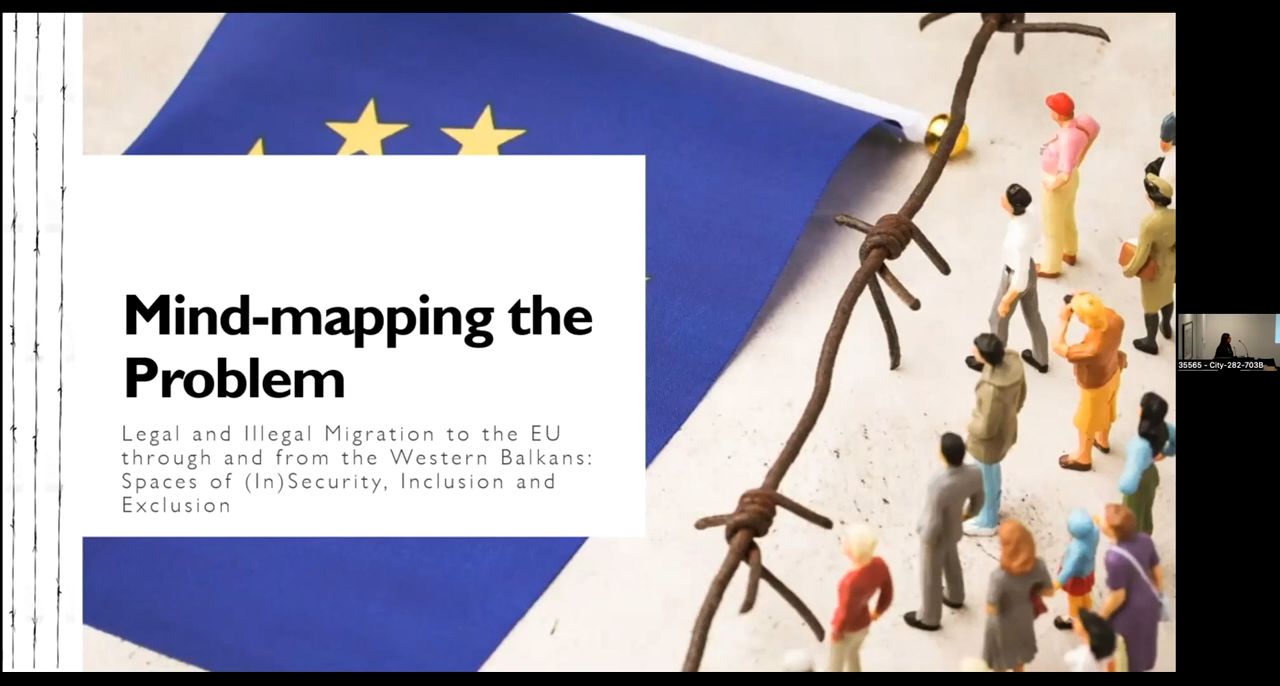 Mind-mapping the
Problem
Legal and Illegal Migration to the EU
through and from the Western Balkans:
Spaces of (In)Security, Inclusion and
Exclusion
35565 - City-282-703B